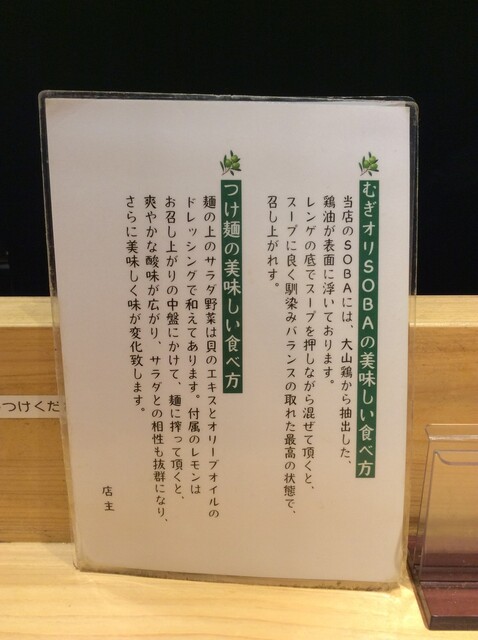 むぎオリSOBAの美味しい食べ方
当店のSOBAには、大山鶏から抽出した、
鶏油が表面に浮いております。
レンゲの底でスープを押しながら混ぜて頂くと、
スープに良く馴染みバランスの取れた最高の状態で、
召し上がれす。
つけ麺の美味しい食べ方
麺の上のサラダ野菜は貝のエキスとオリーブオイルの
ドレッシングで和えてあります。付属のレモンは
お召し上がりの中盤にかけて、麺に搾って頂くと、
爽やかな酸味が広がり、サラダとの相性も抜群になり、
さらに美味しく味が変化致します。
店主
つけくだ